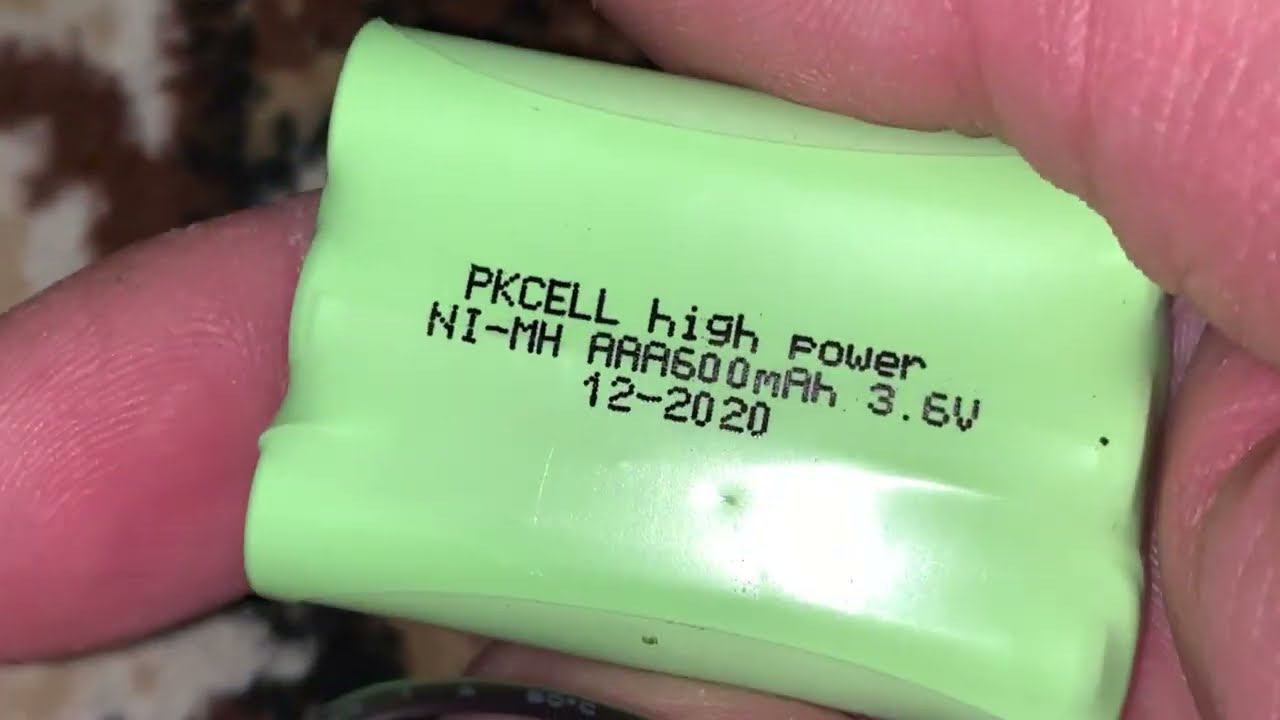 PKCELL high power
NI-MH AAA600mAh 3.6V
12-2020